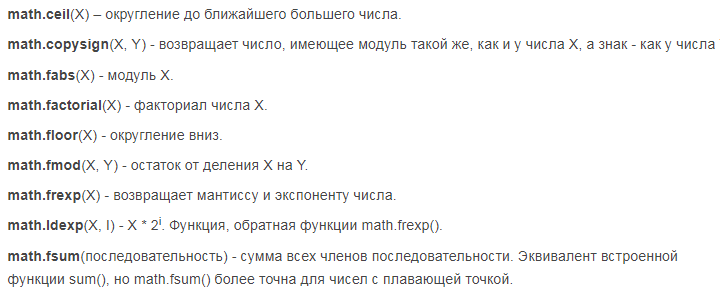 math.ceil(X) – округление до ближайшего большего числа.
math.copysign(X, Y) - возвращает число, имеющее модуль такой же, как и у числа X, а знак - как у числа
math.fabs(X) - модуль X.
math.factorial(X) - факториал числа X.
math.floor(X) - округление вниз.
math.fmod(X, Y) - остаток от деления X на Y.
math.frexp(X) - возвращает мантиссу и экспоненту числа.
math.ldexp(X, I) - X * 2ⁱ. Функция, обратная функции math.frexp().
math.fsum(последовательность) - сумма всех членов последовательности. Эквивалент встроенной
функции sum(), но math.fsum() более точна для чисел с плавающей точкой.